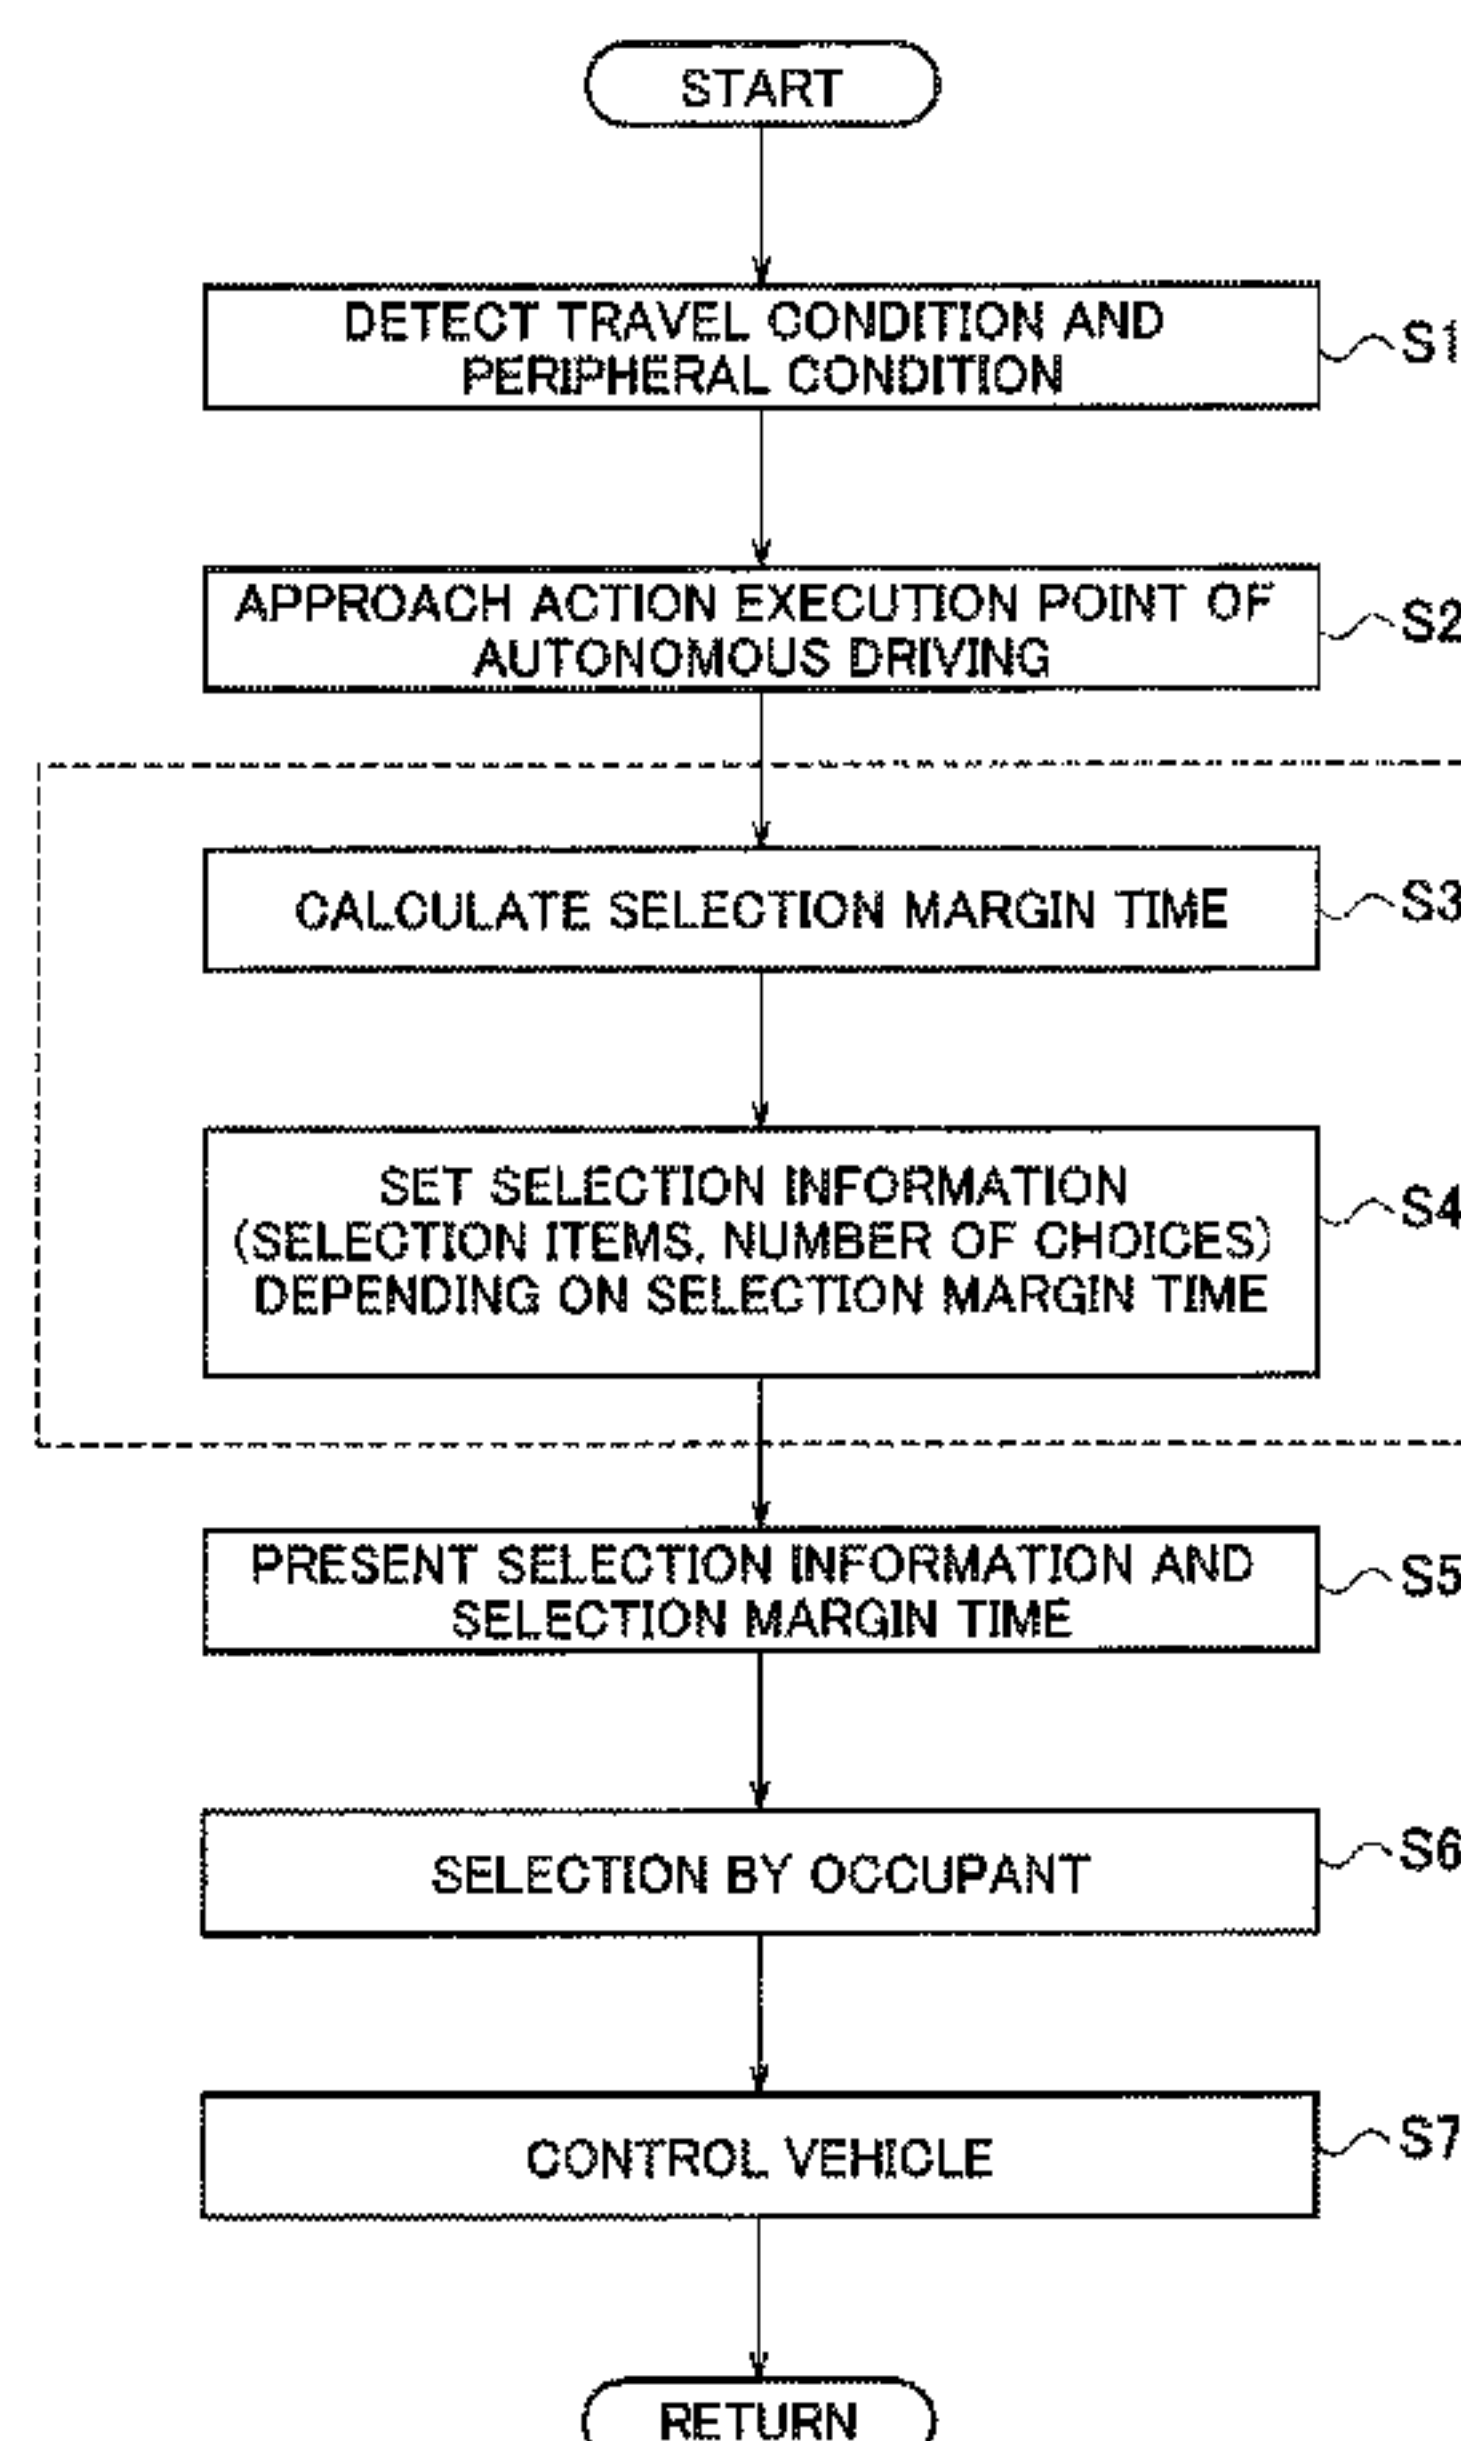 START
DETECT TRAVEL CONDITION AND
PERIPHERAL CONDITION
S1
APPROACH ACTION EXECUTION POINT OF
AUTONOMOUS DRIVING
S2
CALCULATE SELECTION MARGIN TIME
S3
SET SELECTION INFORMATION
(SELECTION ITEMS, NUMBER OF CHOICES)
DEPENDING ON SELECTION MARGIN TIME
S4
PRESENT SELECTION INFORMATION AND
SELECTION MARGIN TIME
S5
SELECTION BY OCCUPANT
S6
CONTROL VEHICLE
S7
RETURN